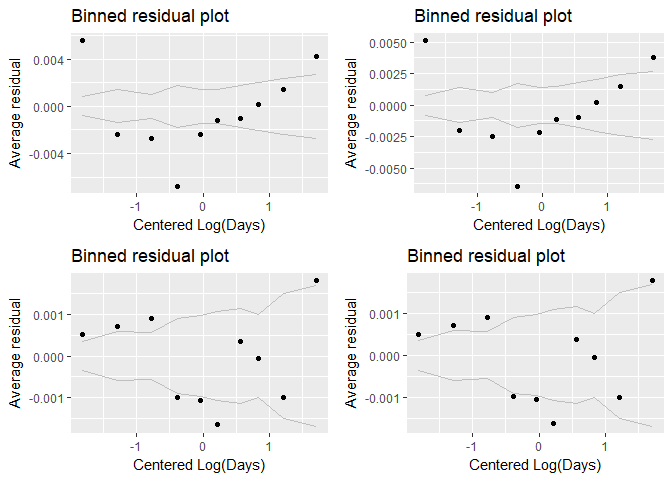 Binned residual plot
Average residual
0.004
0.000
-0.004
-1
0
1
Centered Log(Days)
Binned residual plot
Average residual
0.0050
0.0025
0.0000
-0.0025
-0.0050
-1
0
1
Centered Log(Days)
Binned residual plot
Average residual
0.001
0.000
-0.001
-1
0
1
Centered Log(Days)
Binned residual plot
Average residual
0.001
0.000
-0.001
-1
0
1
Centered Log(Days)